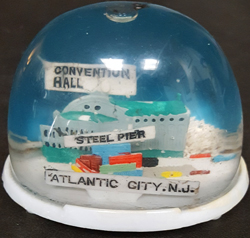 CONVENTION
HALL
STEEL PIER
ATLANTIC CITY. N.J.